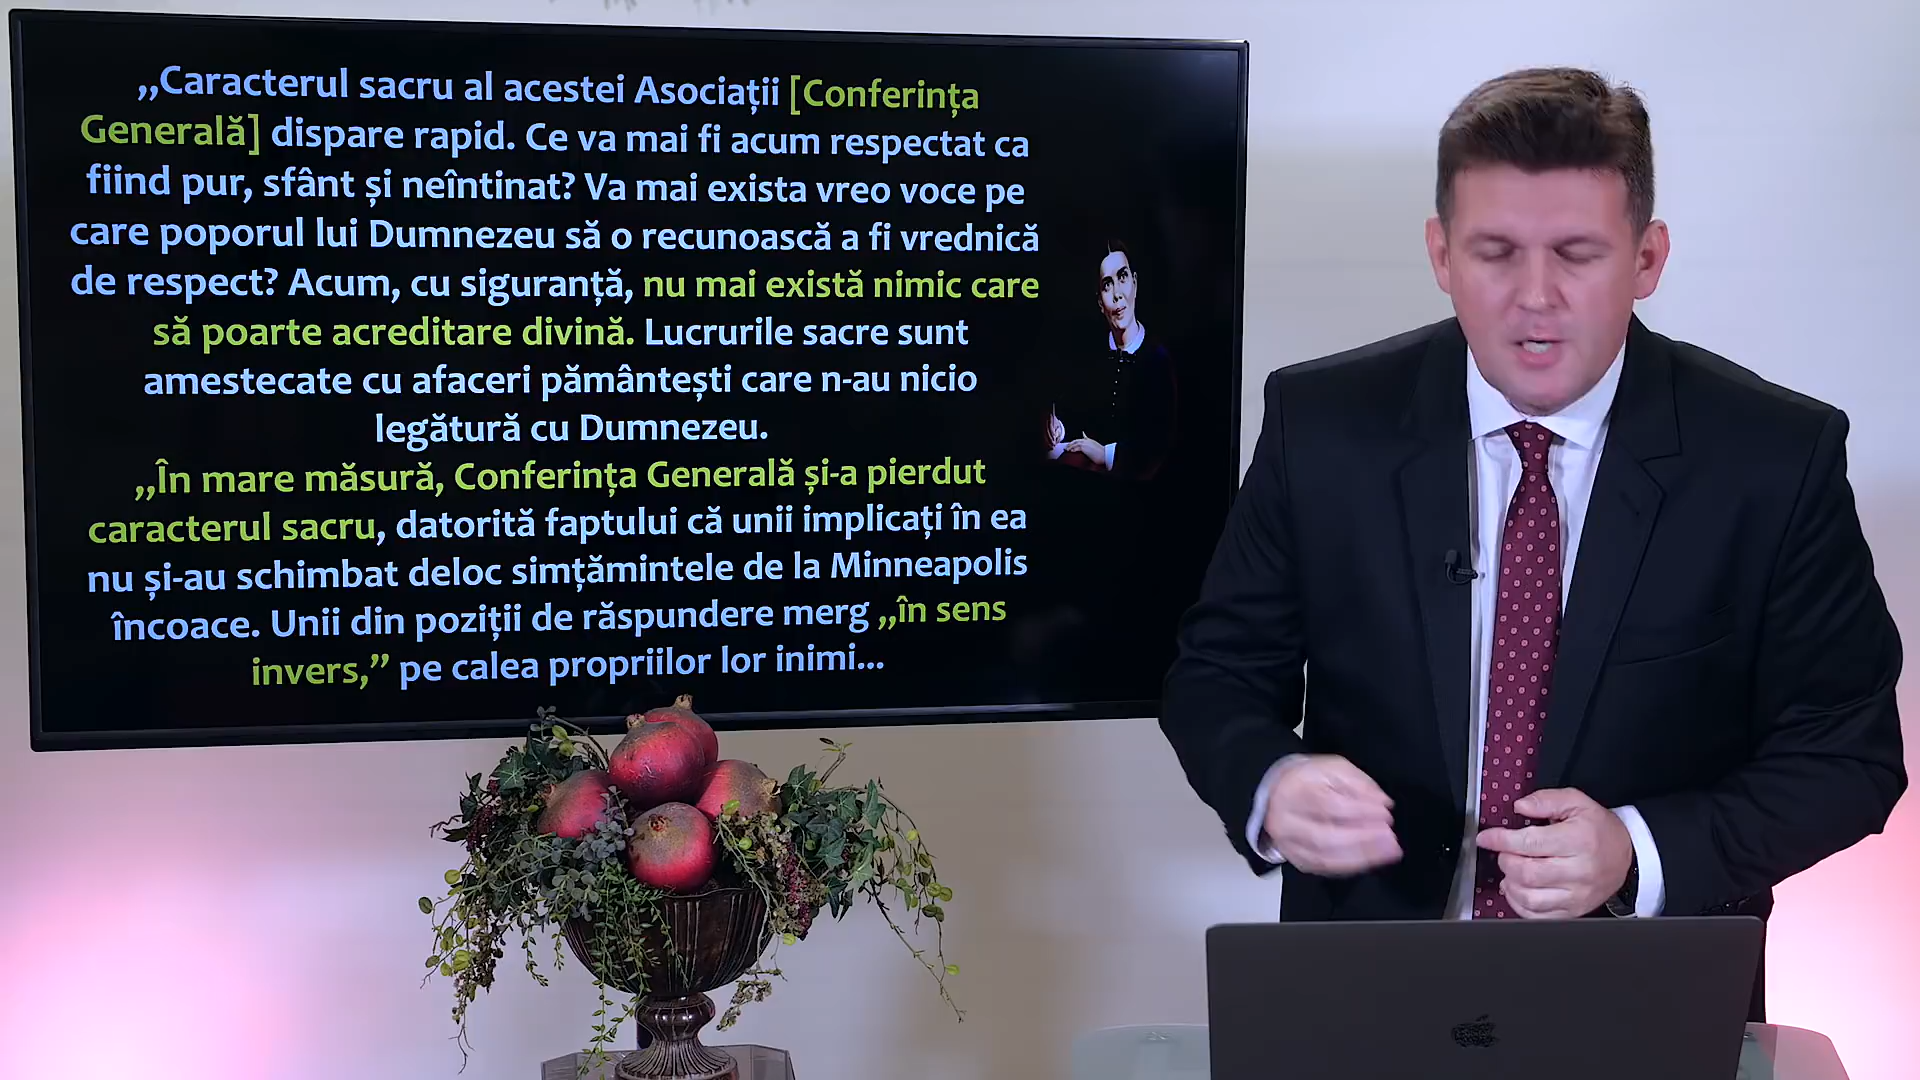 „Caracterul sacru al acestei Asociații [Conferința
Generală] dispare rapid. Ce va mai fi acum respectat ca
fiind pur, sfânt și neîntinat? Va mai exista vreo voce pe
care poporul lui Dumnezeu să o recunoască a fi vrednică
de respect? Acum, cu siguranță, nu mai există nimic care
să poarte acreditare divină. Lucrurile sacre sunt
amestecate cu afaceri pământești care n-au nicio
legătură cu Dumnezeu.
„În mare măsură, Conferința Generală și-a pierdut
caracterul sacru, datorită faptului că unii implicați în ea
nu și-au schimbat deloc simțămintele de la Minneapolis
încoace. Unii din poziții de răspundere merg „în sens
invers,” pe calea propriilor lor inimi...